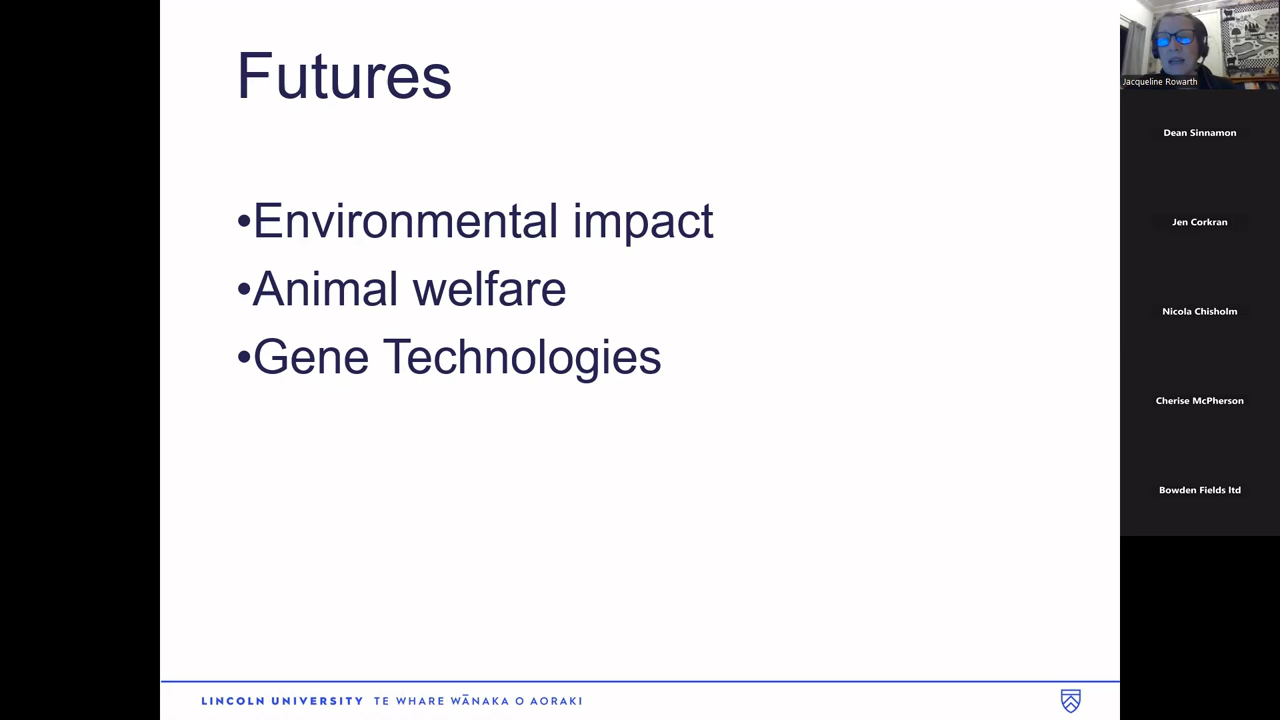 Futures
•Environmental impact
•Animal welfare
•Gene Technologies
LINCOLN UNIVERSITY TE WHARE WĀNAKA O AORAKI
Jacqueline Rowarth
Dean Sinnamon
Jen Corkran
Nicola Chisholm
Cherise McPherson
Bowden Fields ltd